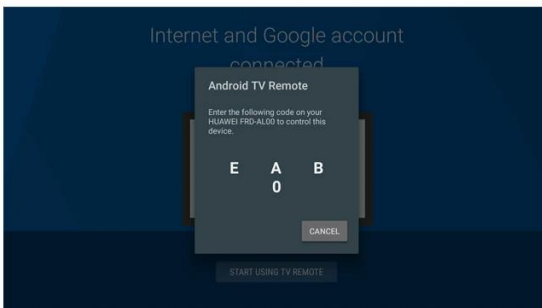 Internet and Google account
connected
Android TV Remote
Enter the following code on your
HUAWEI FRD-AL00 to control this
device.
E A B
0
CANCEL
START USING TV REMOTE